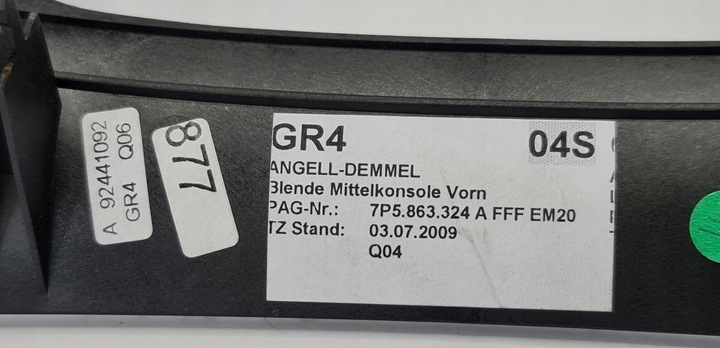 A 92441092
GR4 Q06
877
GR4 04S
ANGELL-DEMMEL
Blende Mittelkonsole Vorn
PAG-Nr.: 7P5.863.324 A FFF EM20
TZ Stand: 03.07.2009
Q04